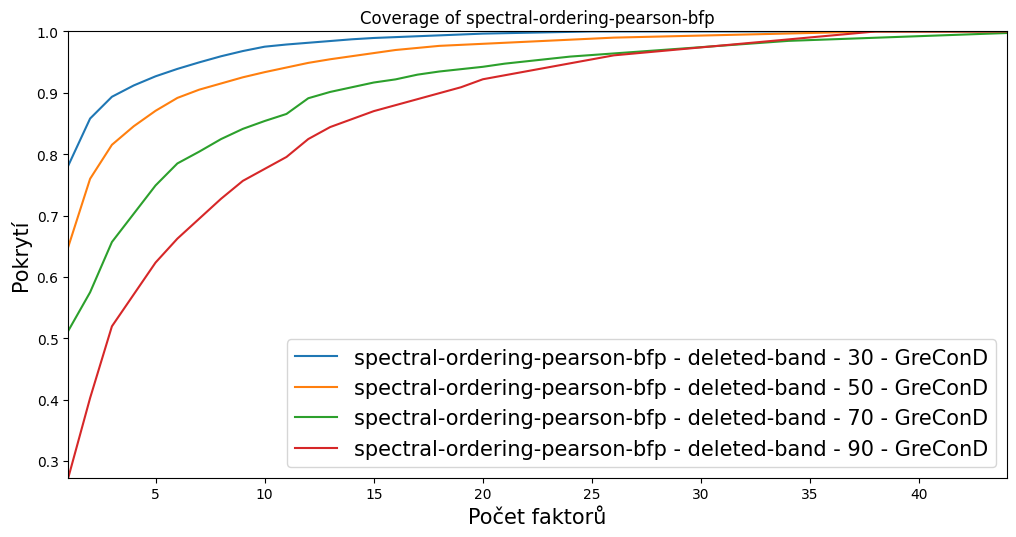 Coverage of spectral-ordering-pearson-bfp
1.0
0.9
0.8
0.7
0.6
0.5
0.4
0.3
Pokrytí
spectral-ordering-pearson-bfp - deleted-band - 30 - GreConD
spectral-ordering-pearson-bfp - deleted-band - 50 - GreConD
spectral-ordering-pearson-bfp - deleted-band - 70 - GreConD
spectral-ordering-pearson-bfp - deleted-band - 90 - GreConD
5 10 15 20 25 30 35 40
Počet faktorů